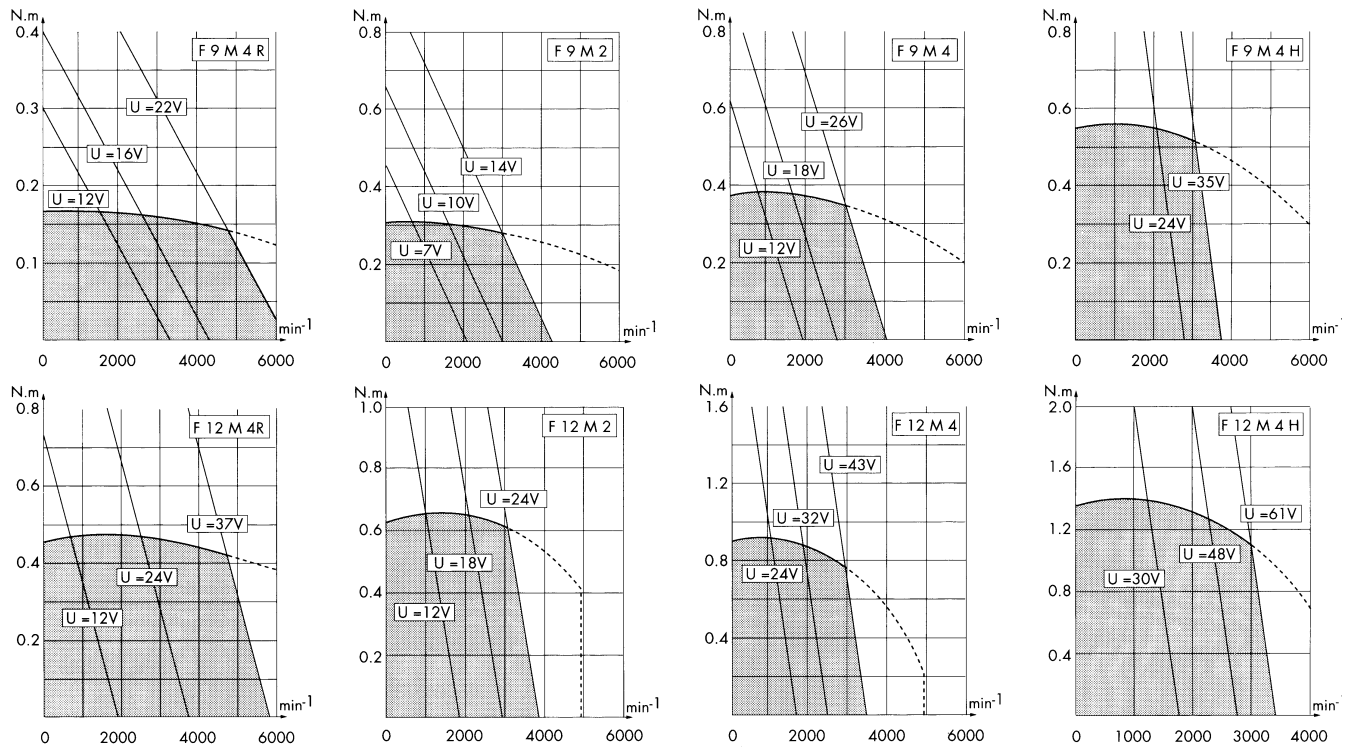 N.m
F 9 M 4 R
0.4
0.3
0.2
0.1
U =22V
U =16V
U =12V
min-1
0 2000 4000 6000
N.m
F 9 M 2
0.8
0.6
0.4
0.2
U =14V
U =10V
U =7V
min-1
0 2000 4000 6000
N.m
F 9 M 4
0.8
0.6
0.4
0.2
U =26V
U =18V
U =12V
min-1
0 2000 4000 6000
N.m
F 9 M 4 H
0.8
0.6
0.4
0.2
U =35V
U =24V
min-
0 2000 4000 6000
N.m
F 12 M 4R
0.8
0.6
0.4
0.2
U =37V
U =24V
U =12V
min-1
0 2000 4000 6000
N.m
F 12 M 2
1.0
0.8
0.6
0.4
0.2
U =24V
U =18V
U =12V
min-1
0 2000 4000 6000
N.m
F 12 M 4
1.6
1.2
0.8
0.4
U =43V
U =32V
U =24V
min-1
0 2000 4000 6000
N.m
F 12 M 4 H
2.0
1.6
1.2
0.8
0.4
U =61V
U =48V
U =30V
min-
0 1000 2000 3000 4000